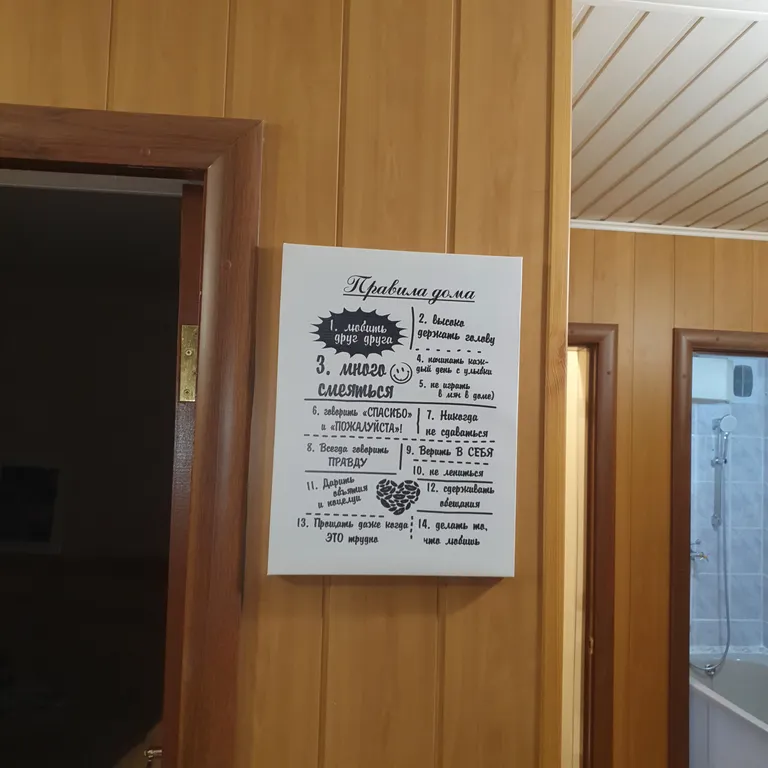 Правила дома
1. любить
друг друга
2. высоко
держать голову
3. много
смеяться
4. начинать каж-
дый день с улыбки
5. не играть
в мяч в доме)
6. говорить «СПАСИБО»
и «ПОЖАЛУЙСТА»!
7. Никогда
не сдаваться
8. Всегда говорить
ПРАВДУ
9. Верить В СЕБЯ
10. не лениться
11. Дарить
объятия
и поцелуи
12. сдерживать
обещания
13. Прощать даже когда
ЭТО трудно
14. делать то,
что любишь